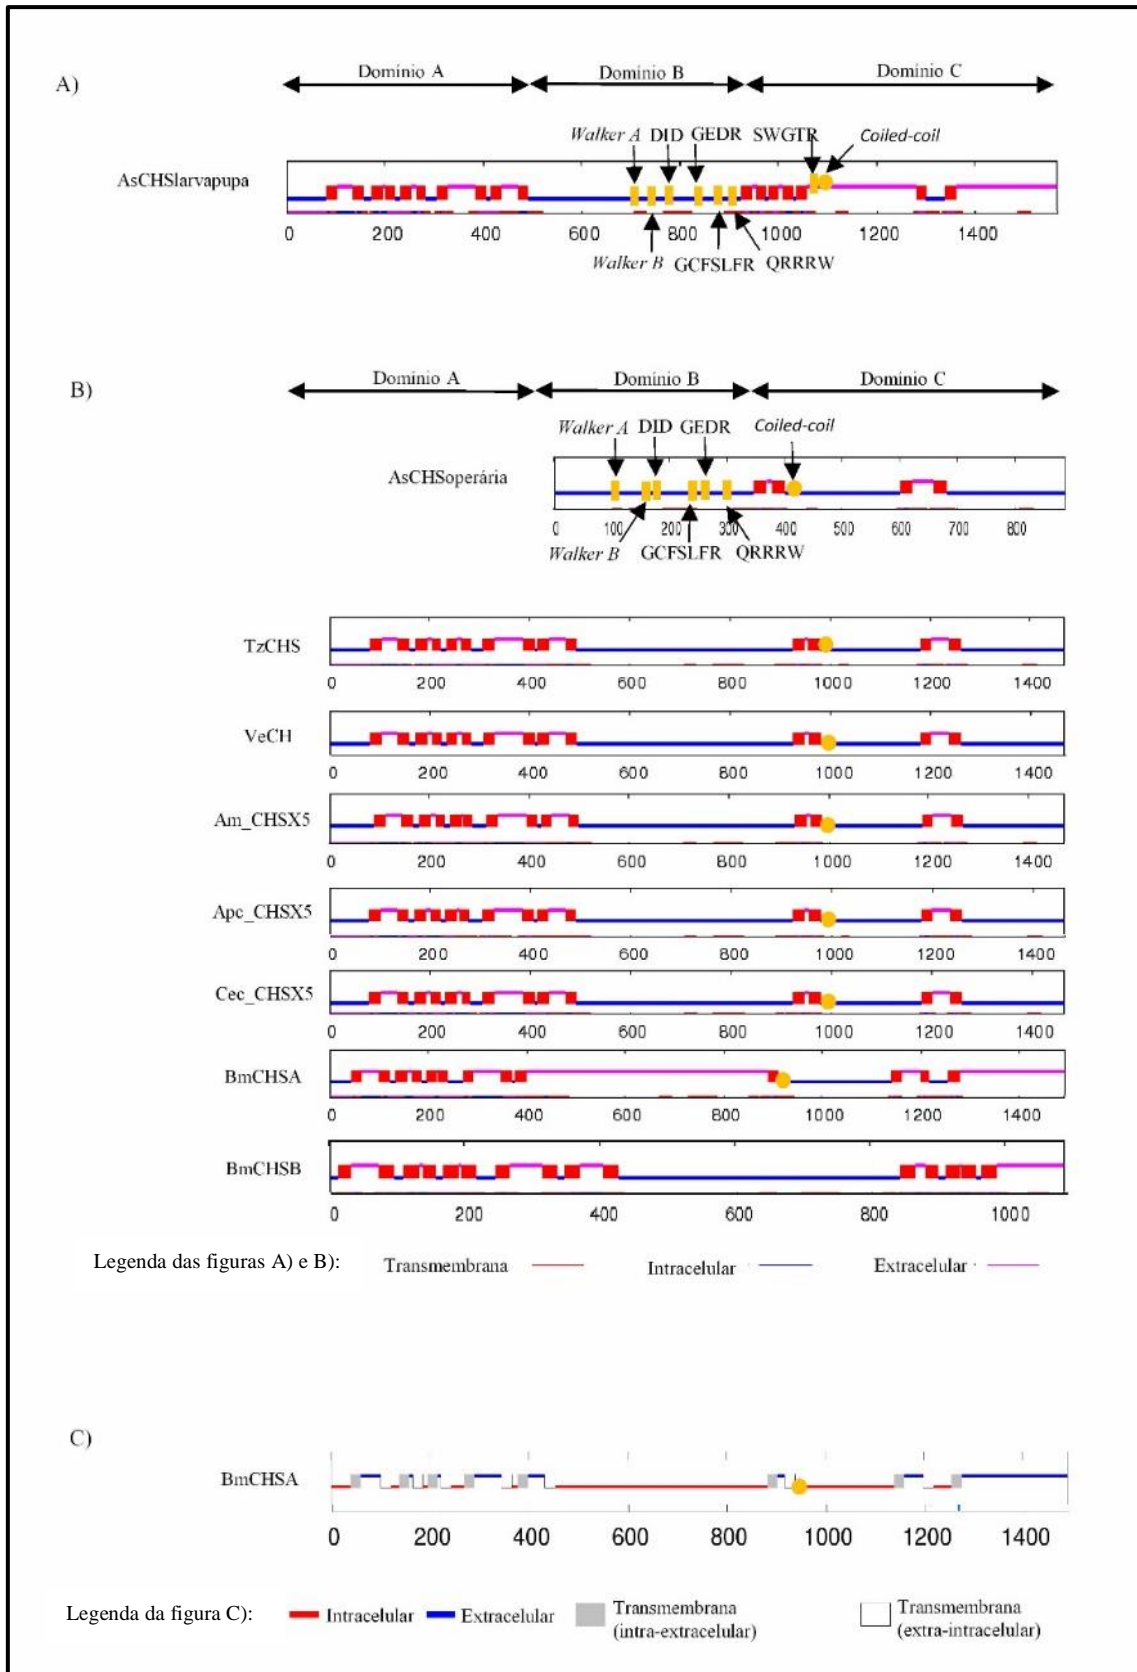 A)
Domínio A Domínio B Domínio C
Walker A DID GEDR SWGTR Coiled-coil
AsCHSlarvapupa
0 200 400 600 800 1000 1200 1400
Walker B GCFSLFR QRRRW
B)
Domínio A Domínio B Domínio C
Walker A DID GEDR Coiled-coil
AsCHSoperária
0 100 200 300 400 500 600 700 800
Walker B GCFSLFR QRRRW
TzCHS
0 200 400 600 800 1000 1200 1400
VeCH
0 200 400 600 800 1000 1200 1400
Am_CHSX5
0 200 400 600 800 1000 1200 1400
Apc_CHSX5
0 200 400 600 800 1000 1200 1400
Cec_CHSX5
0 200 400 600 800 1000 1200 1400
BmCHSA
0 200 400 600 800 1000 1200 1400
BmCHSB
0 200 400 600 800 1000
Legenda das figuras A) e B): Transmembrana Intracelular Extracelular
C)
BmCHSA
0 200 400 600 800 1000 1200 1400
Legenda da figura C): Intracelular Extracelular Transmembrana (intra-extracelular) Transmembrana (extra-intracelular)